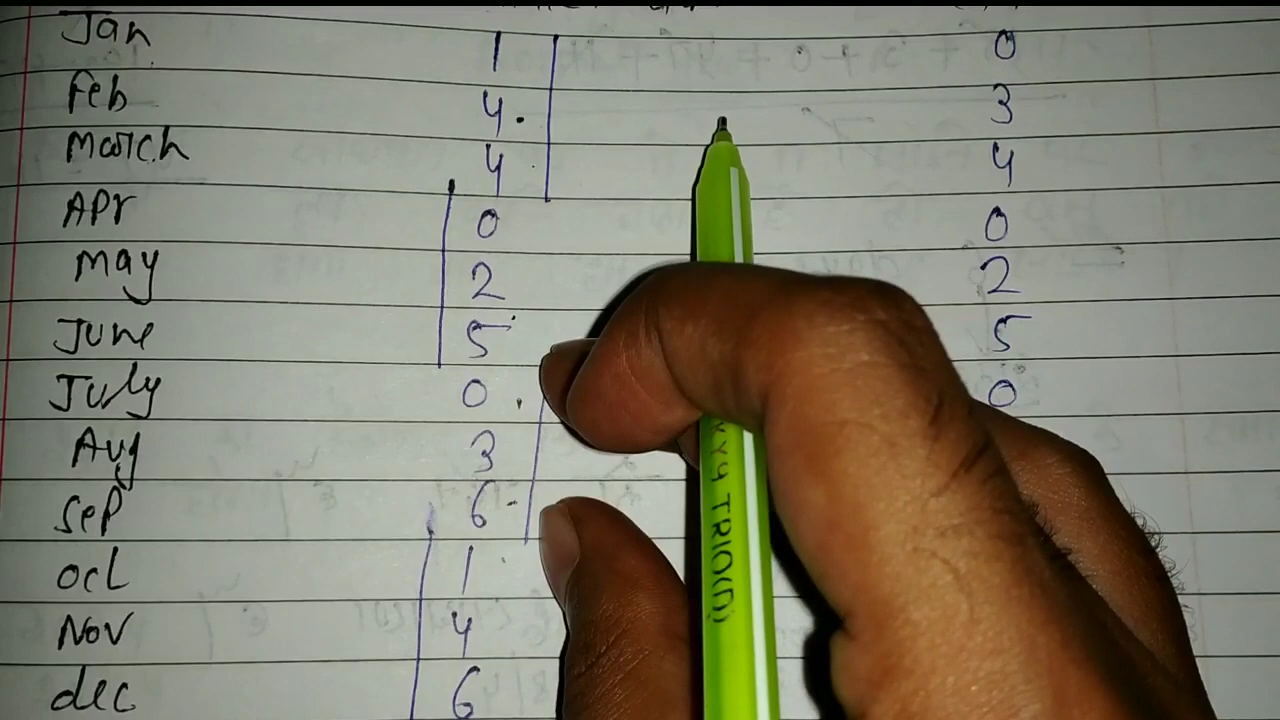 Jan 1 0
Feb 4. 3
March 4 4
Apr 0 0
May 2 2
June 5 5
July 0. 0
Aug 3
Sep 6.
Oct 1
Nov 4
dec 6
TRIO(D)